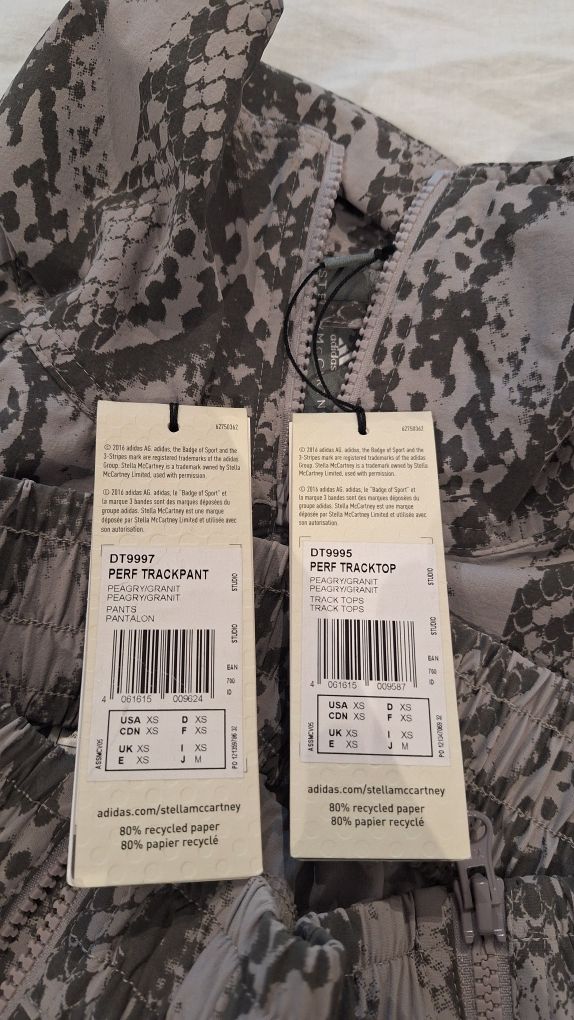 62750362
© 2016 adidas AG. adidas, the Badge of Sport and the
3-Stripes mark are registered trademarks of the adidas
Group. Stella McCartney is a trademark owned by Stella
McCartney Limited, used with permission.
© 2016 adidas AG. adidas, le "Badge of Sport" et
la marque 3 bandes sont des marques déposées du
groupe adidas. Stella McCartney est une marque
déposée par Stella McCartney Limited et utilisée avec
son autorisation.
DT9997
PERF TRACKPANT
PEAGRY/GRANIT
PEAGRY/GRANIT
PANTS
PANTALON
STUDIO
STUDIO
EAN
700
ID
4 061615 009624
USA XS D XS
CDN XS F XS
UK XS I XS
E XS J M
ASSMCV05
adidas.com/stellamccartney
80% recycled paper
80% papier recyclé
62750362
© 2016 adidas AG. adidas, the Badge of Sport and the
3-Stripes mark are registered trademarks of the adidas
Group. Stella McCartney is a trademark owned by Stella
McCartney Limited, used with permission.
© 2016 adidas AG. adidas, le "Badge of Sport" et
la marque 3 bandes sont des marques déposées du
groupe adidas. Stella McCartney est une marque
déposée par Stella McCartney Limited et utilisée avec
son autorisation.
DT9995
PERF TRACKTOP
PEAGRY/GRANIT
PEAGRY/GRANIT
TRACK TOPS
TRACK TOPS
STUDIO
STUDIO
EAN
700
ID
4 061615 009587
USA XS D XS
CDN XS F XS
UK XS I XS
E XS J M
ASSMCV05
adidas.com/stellamccartney
80% recycled paper
80% papier recyclé
adidas